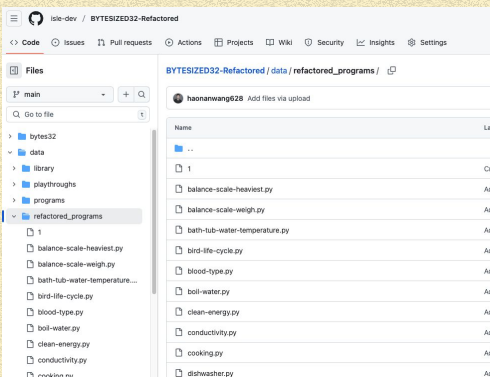 isle-dev / BYTESIZED32-Refactored
Code Issues Pull requests Actions Projects Wiki Security Insights Settings
Files
main
Go to file
bytes32
data
library
playthroughs
programs
refactored_programs
1
balance-scale-heaviest.py
balance-scale-weigh.py
bath-tub-water-temperature....
bird-life-cycle.py
blood-type.py
boil-water.py
clean-energy.py
conductivity.py
cooking.py
BYTESIZED32-Refactored / data / refactored_programs /
haonanwang628 Add files via upload
Name
..
1
balance-scale-heaviest.py
balance-scale-weigh.py
bath-tub-water-temperature.py
bird-life-cycle.py
blood-type.py
boil-water.py
clean-energy.py
conductivity.py
cooking.py
dishwasher.py